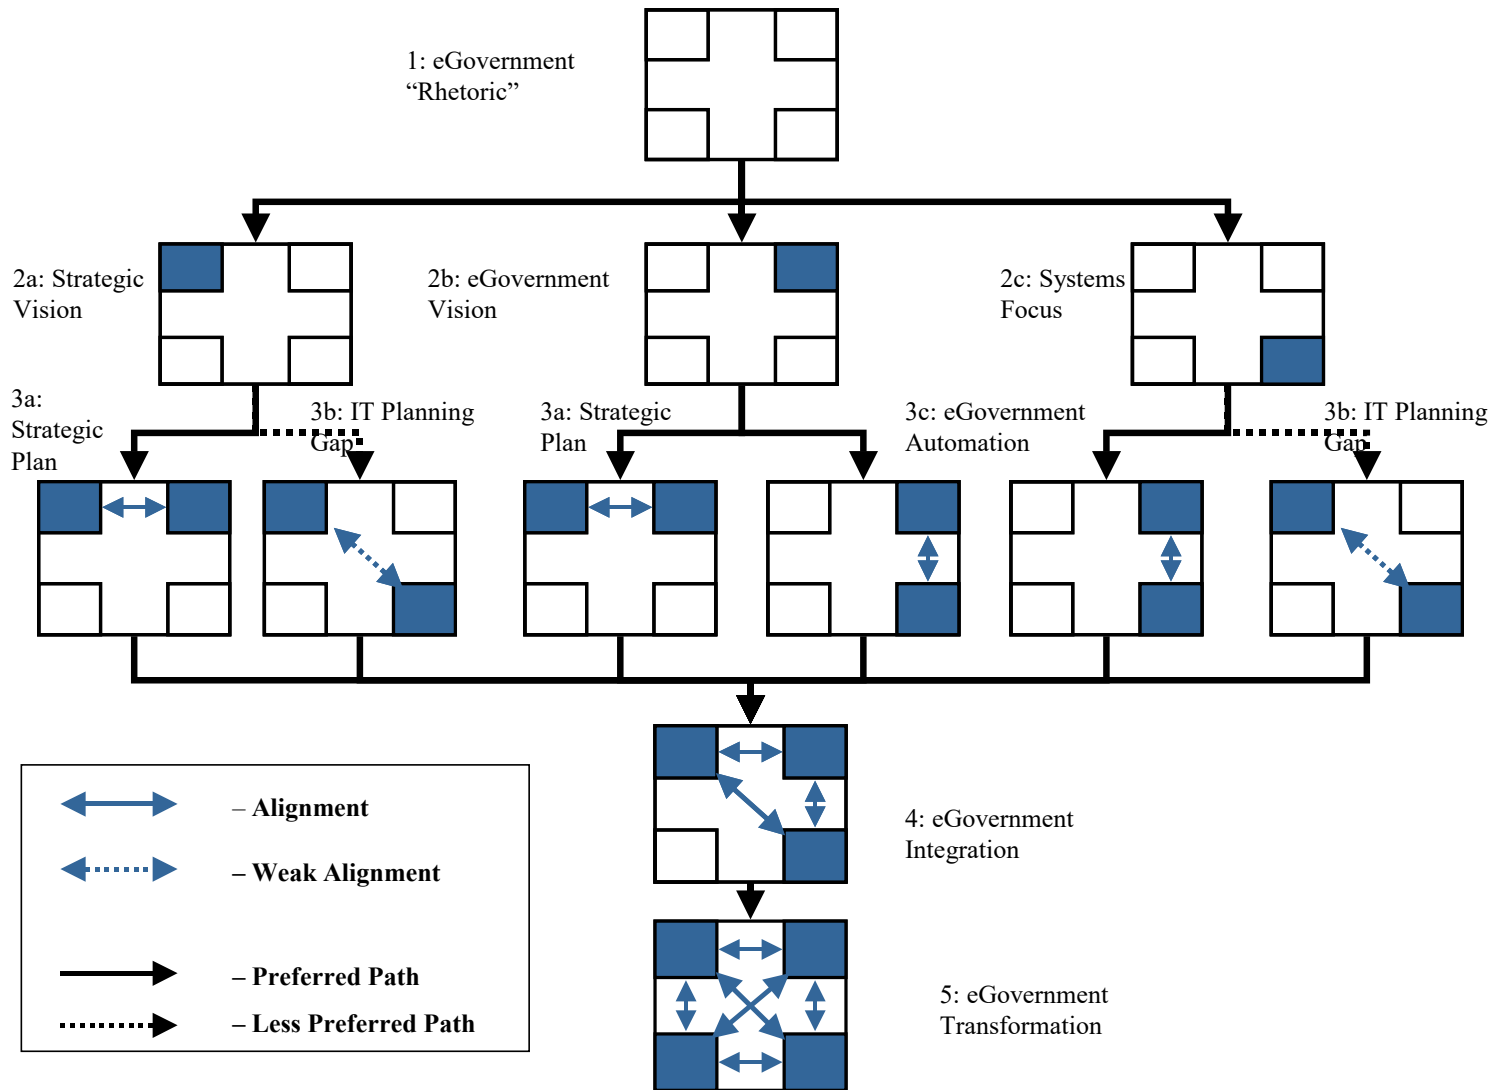 1: eGovernment
“Rhetoric”
2a: Strategic
Vision
2b: eGovernment
Vision
2c: Systems
Focus
3a:
Strategic
Plan
3b: IT Planning
Gap
3a: Strategic
Plan
3c: eGovernment
Automation
3b: IT Planning
Gap
4: eGovernment
Integration
5: eGovernment
Transformation
– Alignment
– Weak Alignment
– Preferred Path
– Less Preferred Path